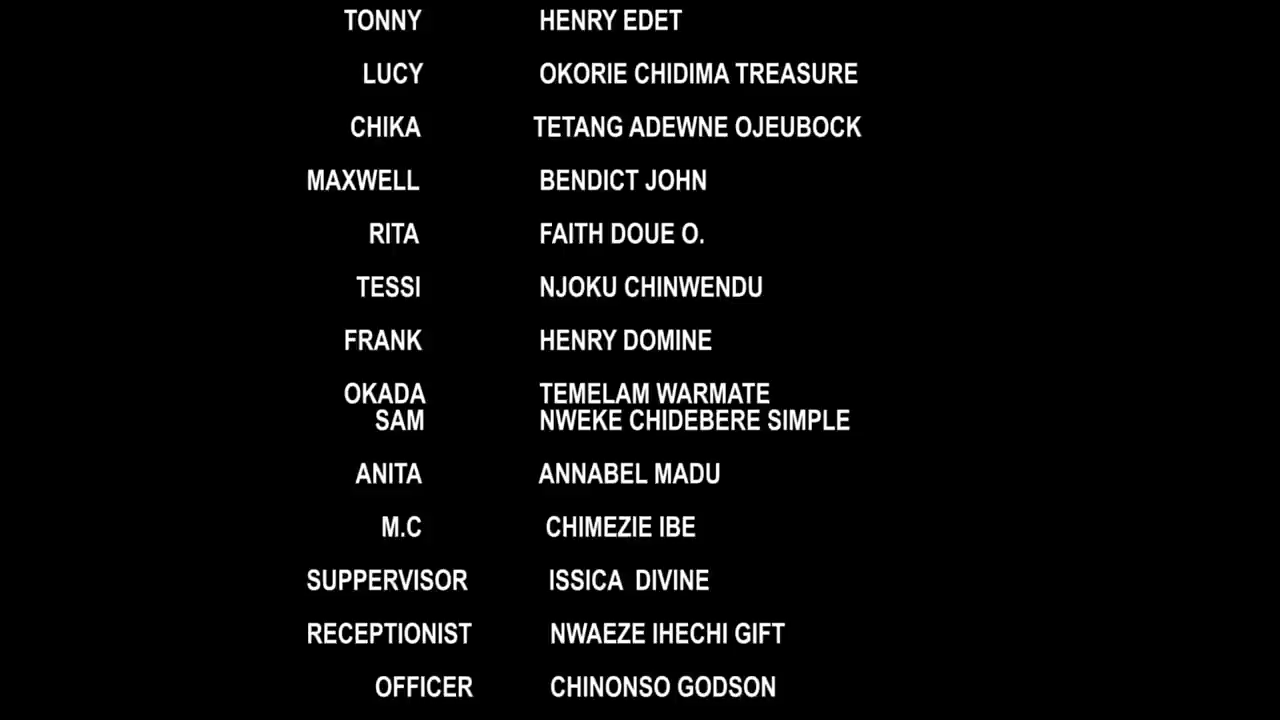 TONNY HENRY EDET
LUCY OKORIE CHIDIMA TREASURE
CHIKA TETANG ADEWNE OJEUBOCK
MAXWELL BENDICT JOHN
RITA FAITH DOUE O.
TESSI NJOKU CHINWENDU
FRANK HENRY DOMINE
OKADA TEMELAM WARMATE
SAM NWEKE CHIDEBERE SIMPLE
ANITA ANNABEL MADU
M.C CHIMEZIE IBE
SUPPERVISOR ISSICA DIVINE
RECEPTIONIST NWAEZE IHECHI GIFT
OFFICER CHINONSO GODSON